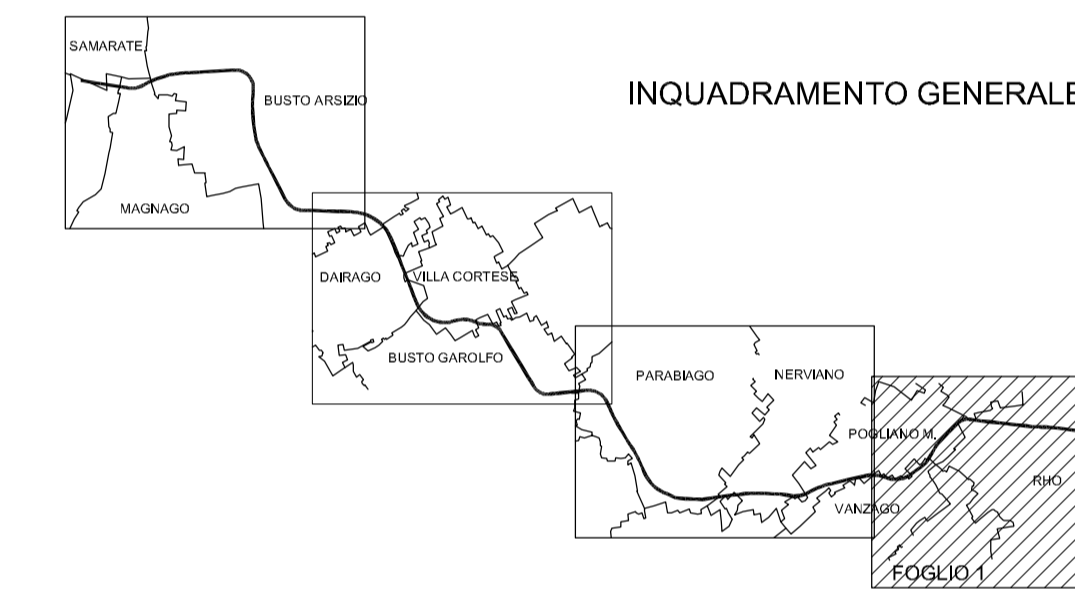 INQUADRAMENTO GENERALE
SAMARATE
BUSTO ARSIZIO
MAGNAGO
DAIRAGO
VILLA CORTESE
BUSTO GAROLFO
PARABIAGO
NERVIANO
POGLIANO M.
RHO
VANZAGO
FOGLIO 1